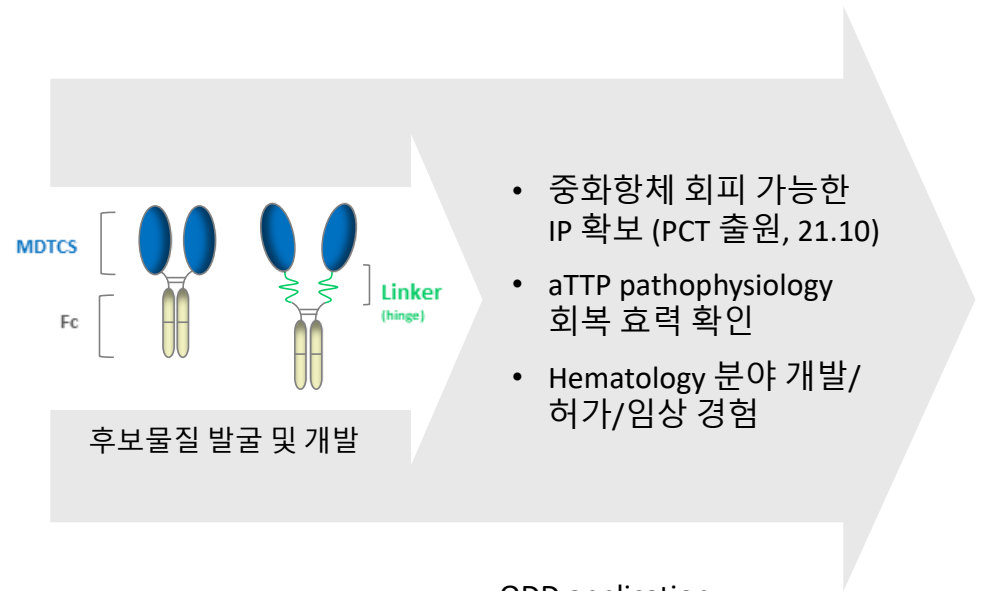 MDTCS
Fc
Linker
(hinge)
후보물질 발굴 및 개발
• 중화항체 회피 가능한
IP 확보 (PCT 출원, 21.10)
• aTTP pathophysiology
회복 효력 확인
• Hematology 분야 개발/
허가/임상 경험
ODD application